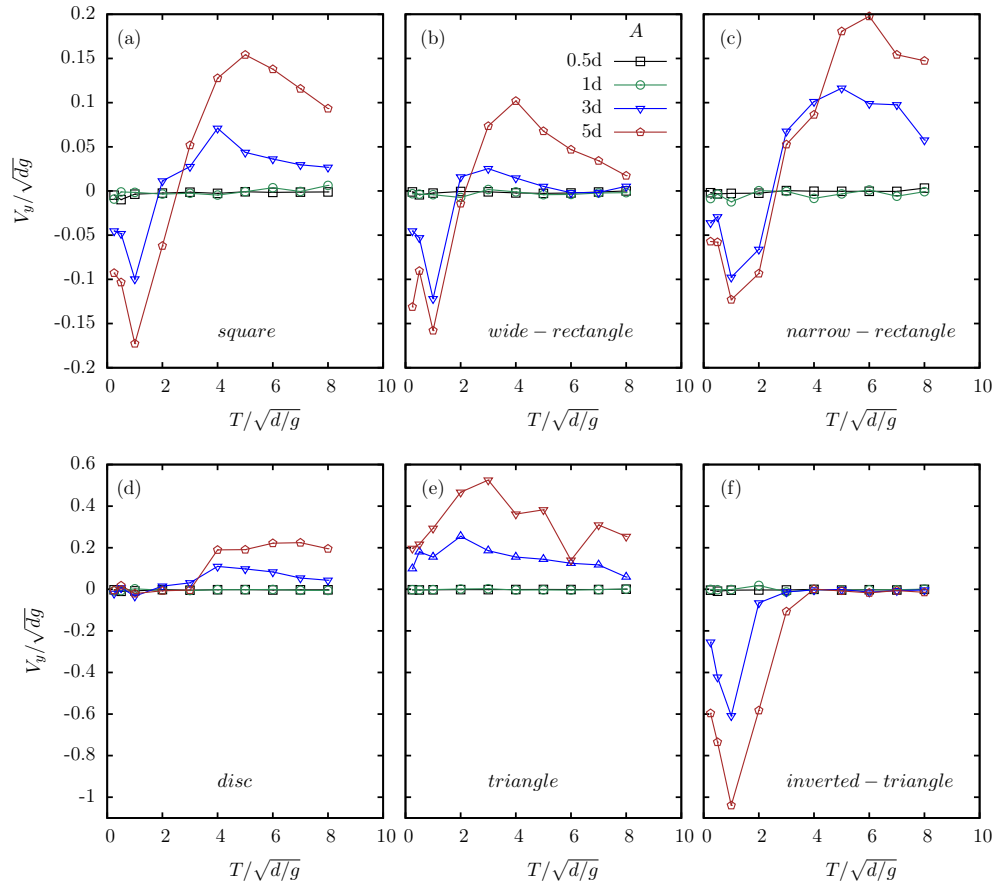 (a)
(b)
(c)
A
0.5d
1d
3d
5d
0.2
0.15
0.1
0.05
0
-0.05
-0.1
-0.15
-0.2
V_y/√dg
square
wide − rectangle
narrow − rectangle
0 2 4 6 8 10
0 2 4 6 8 10
0 2 4 6 8 10
T/√d/g
T/√d/g
T/√d/g
(d)
(e)
(f)
0.6
0.4
0.2
0
-0.2
-0.4
-0.6
-0.8
-1
V_y/√dg
disc
triangle
inverted − triangle
0 2 4 6 8 10
0 2 4 6 8 10
0 2 4 6 8 10
T/√d/g
T/√d/g
T/√d/g